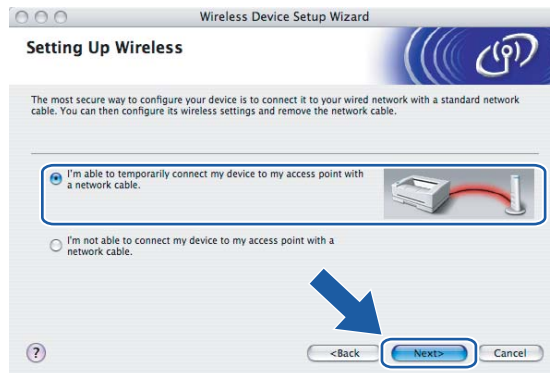 Wireless Device Setup Wizard
Setting Up Wireless
The most secure way to configure your device is to connect it to your wired network with a standard network
cable. You can then configure its wireless settings and remove the network cable.
I'm able to temporarily connect my device to my access point with
a network cable.
I'm not able to connect my device to my access point with a
network cable.
?
<Back
Next>
Cancel